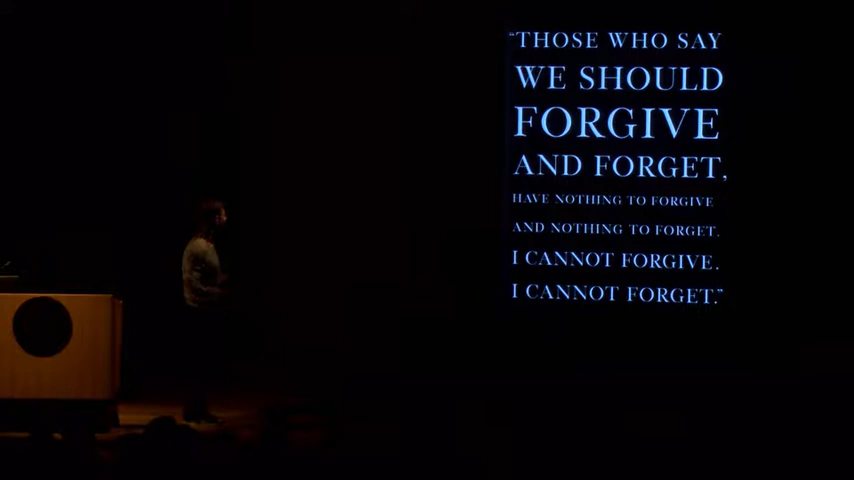 “THOSE WHO SAY
WE SHOULD
FORGIVE
AND FORGET,
HAVE NOTHING TO FORGIVE
AND NOTHING TO FORGET.
I CANNOT FORGIVE.
I CANNOT FORGET.”